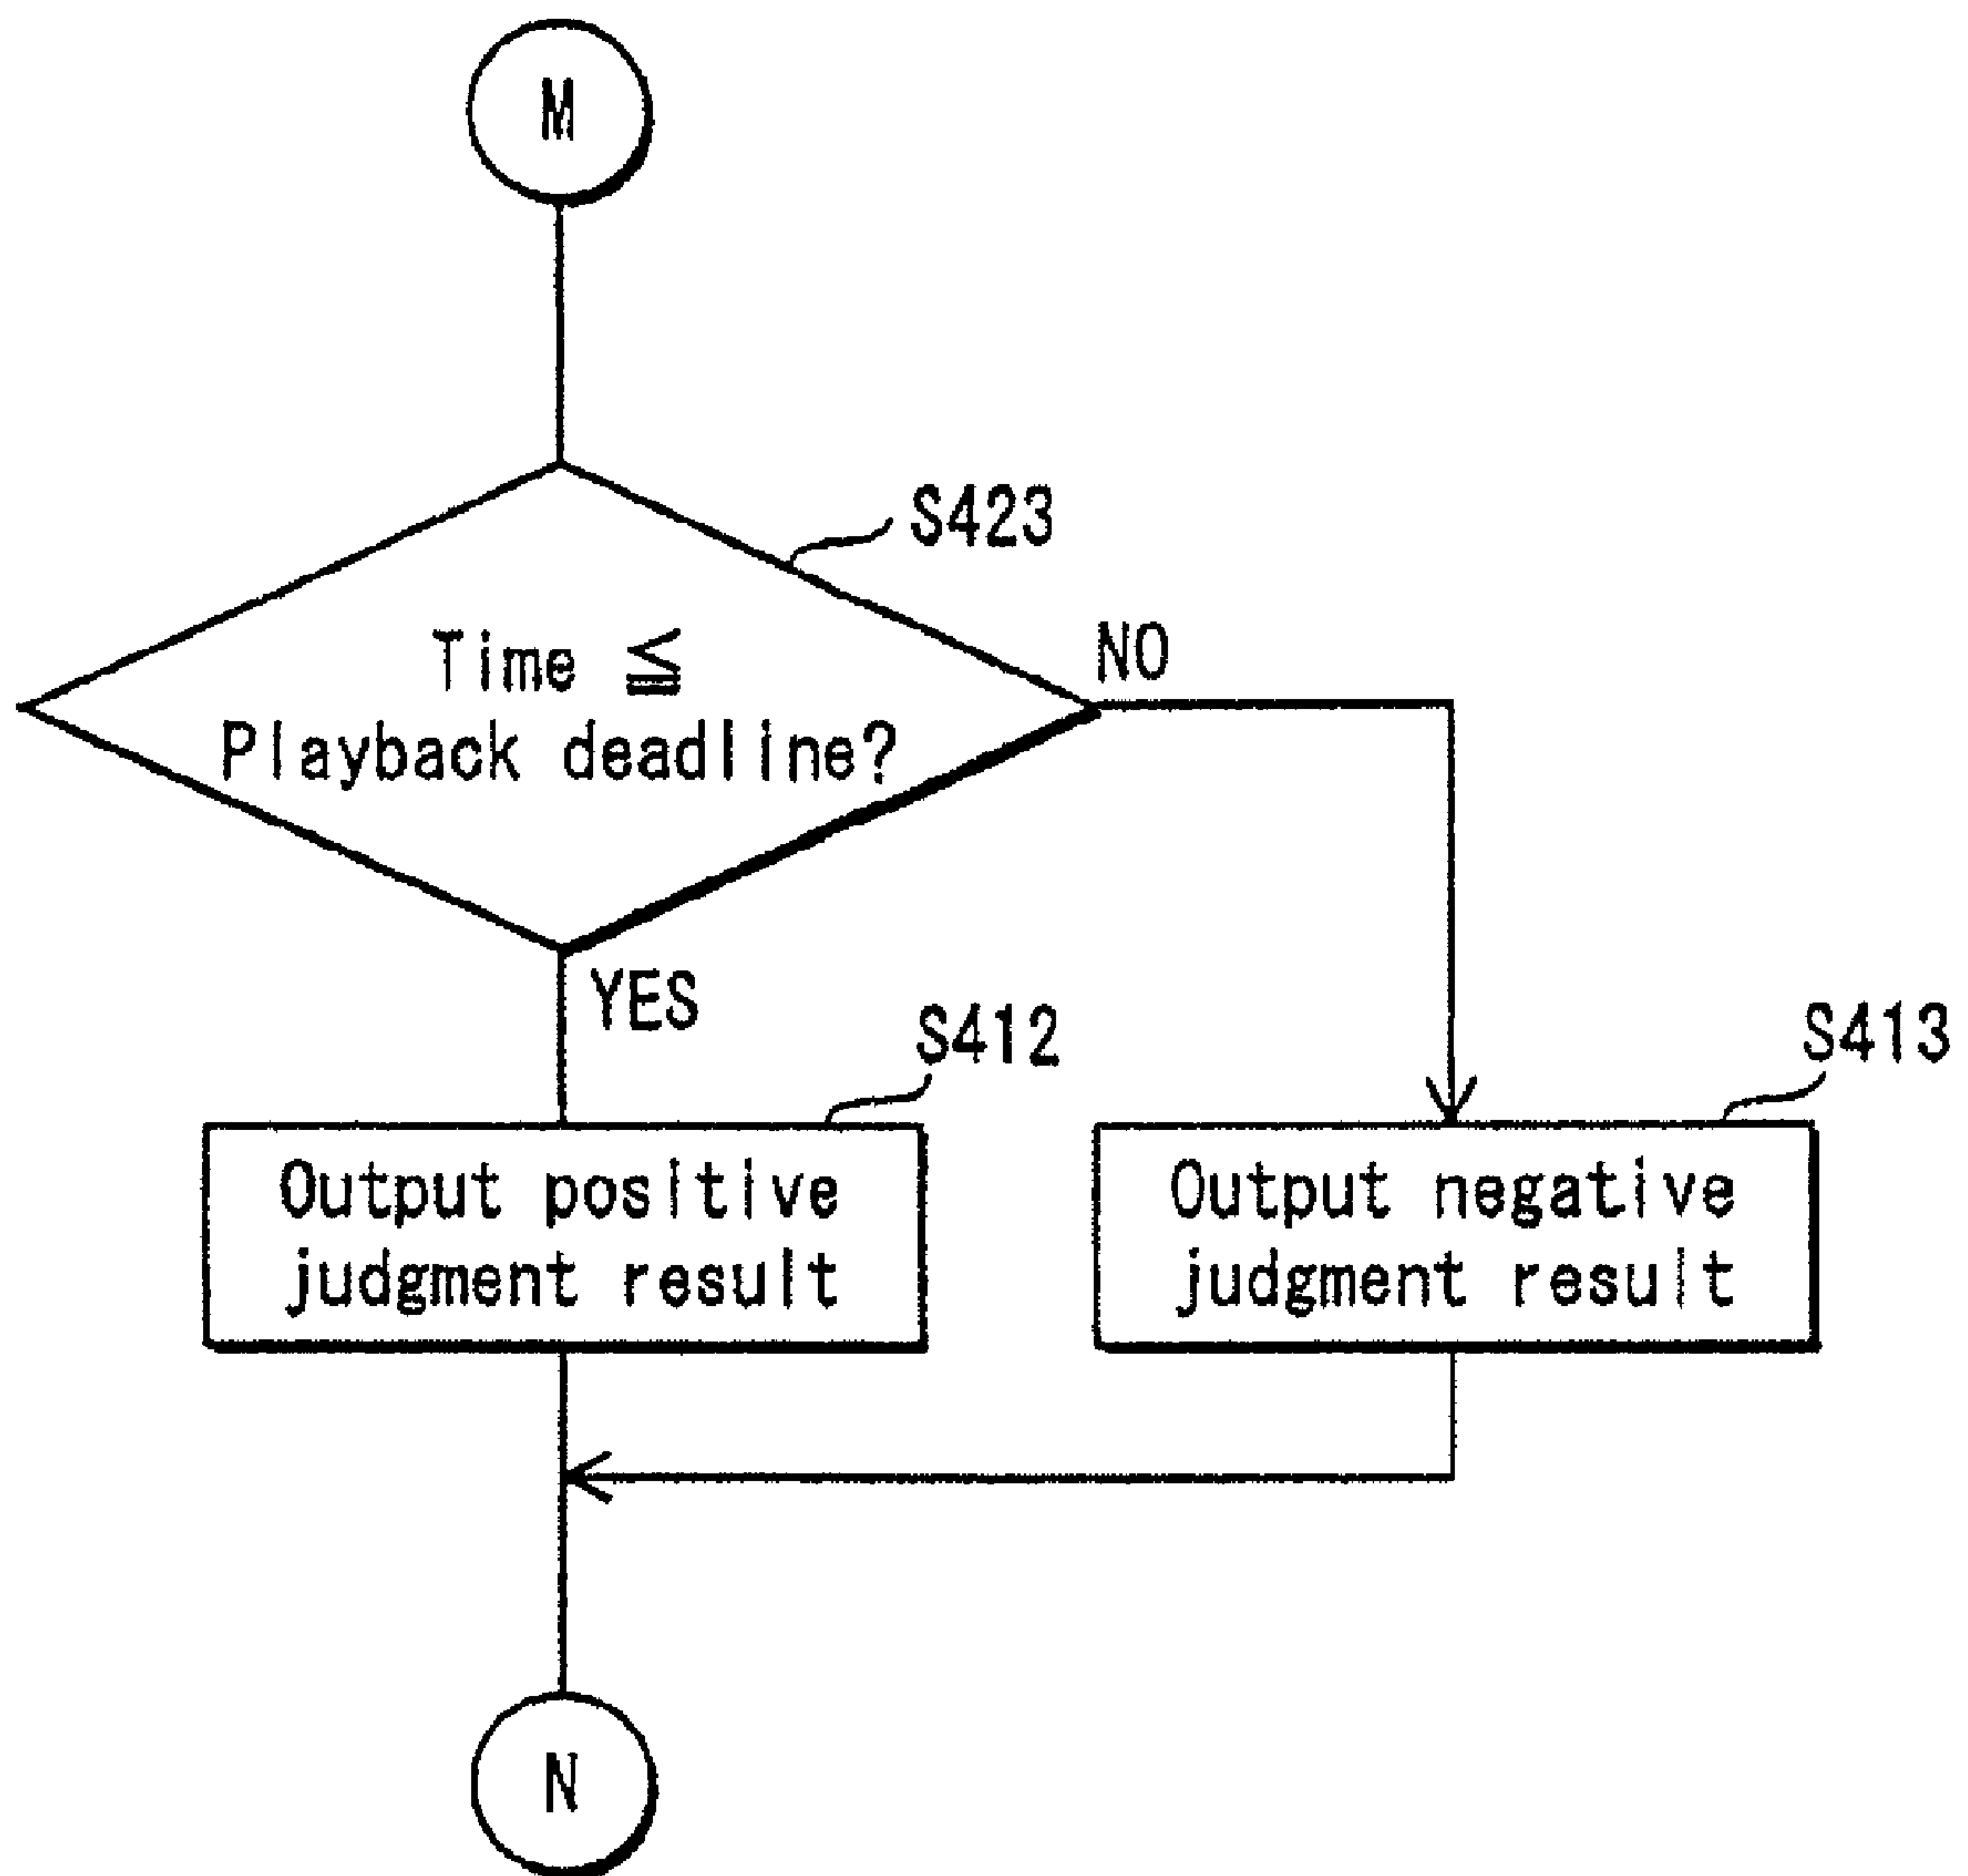 M
S423
Time ≦
Playback deadline?
NO
YES
S412
S413
Output positive
judgment result
Output negative
judgment result
N